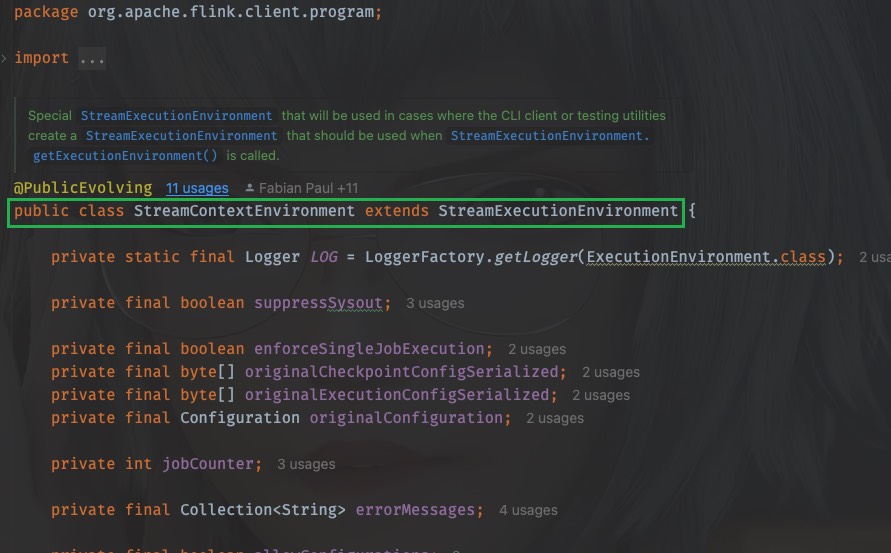 package org.apache.flink.client.program;
import ...
Special StreamExecutionEnvironment that will be used in cases where the CLI client or testing utilities
create a StreamExecutionEnvironment that should be used when StreamExecutionEnvironment.
getExecutionEnvironment() is called.
@PublicEvolving 11 usages Fabian Paul +11
public class StreamContextEnvironment extends StreamExecutionEnvironment {
private static final Logger LOG = LoggerFactory.getLogger(ExecutionEnvironment.class); 2 usa
private final boolean suppressSysout; 3 usages
private final boolean enforceSingleJobExecution; 2 usages
private final byte[] originalCheckpointConfigSerialized; 2 usages
private final byte[] originalExecutionConfigSerialized; 2 usages
private final Configuration originalConfiguration; 2 usages
private int jobCounter; 3 usages
private final Collection<String> errorMessages; 4 usages
private final boolean